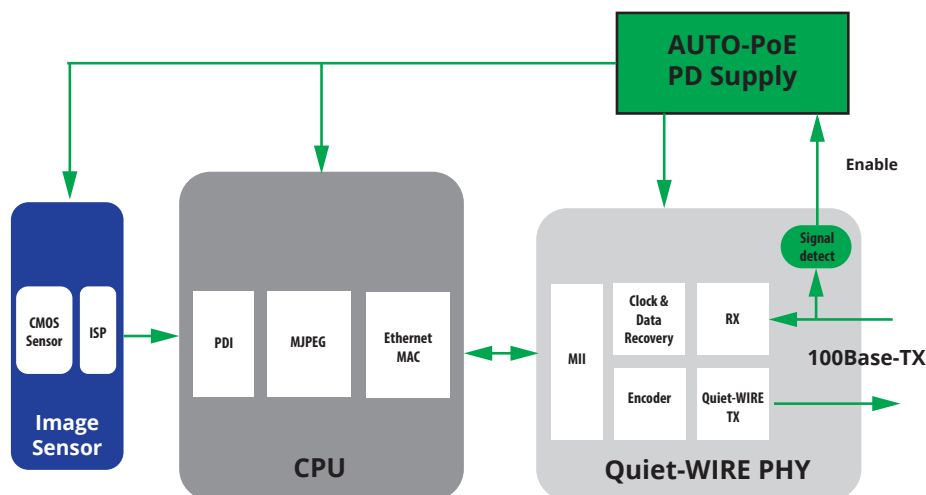 AUTO-PoE
PD Supply
Enable
Signal
detect
CMOS
Sensor
ISP
Image
Sensor
PDI
MJPEG
Ethernet
MAC
CPU
MII
Clock &
Data
Recovery
RX
Encoder
Quiet-WIRE
TX
Quiet-WIRE PHY
100Base-TX